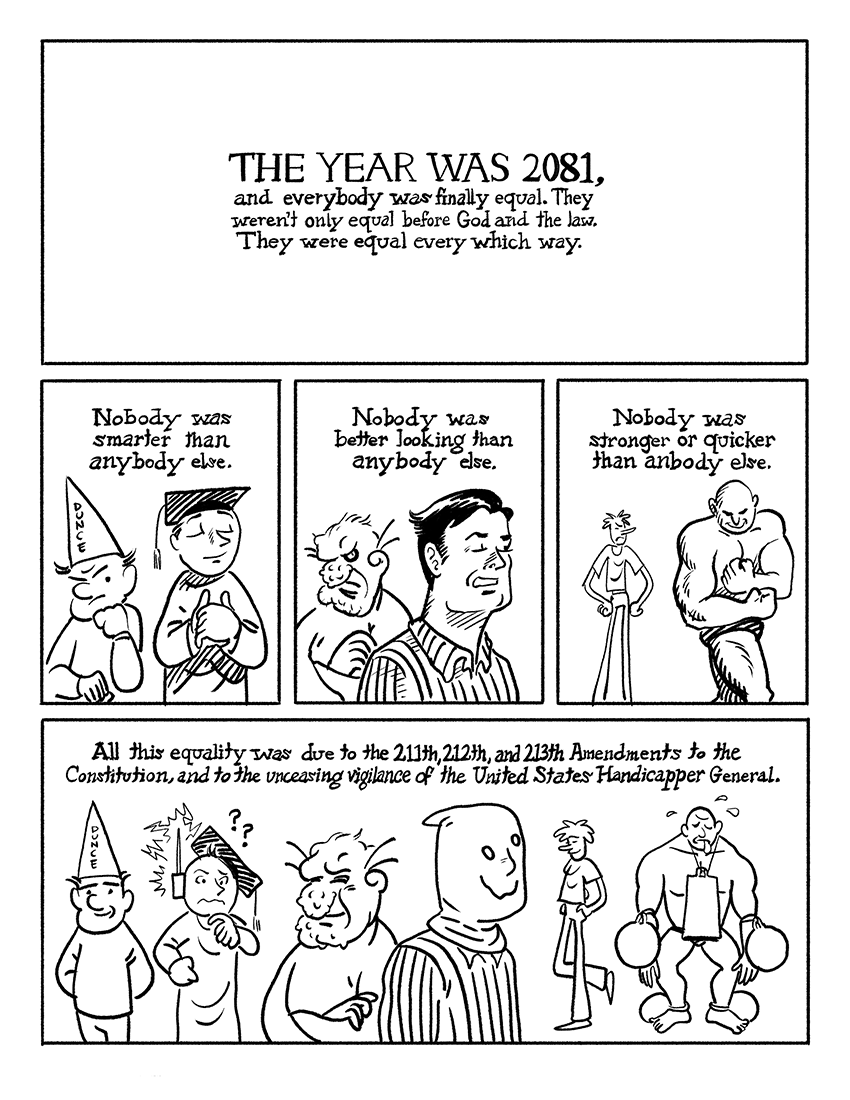 THE YEAR WAS 2081,
and everybody was finally equal. They
weren't only equal before God and the law.
They were equal every which way.
Nobody was
smarter than
anybody else.
DUNCE
Nobody was
better looking than
anybody else.
Nobody was
stronger or quicker
than anbody else.
All this equality was due to the 211th, 212th, and 213th Amendments to the
Constitution, and to the unceasing vigilance of the United States Handicapper General.
DUNCE
??